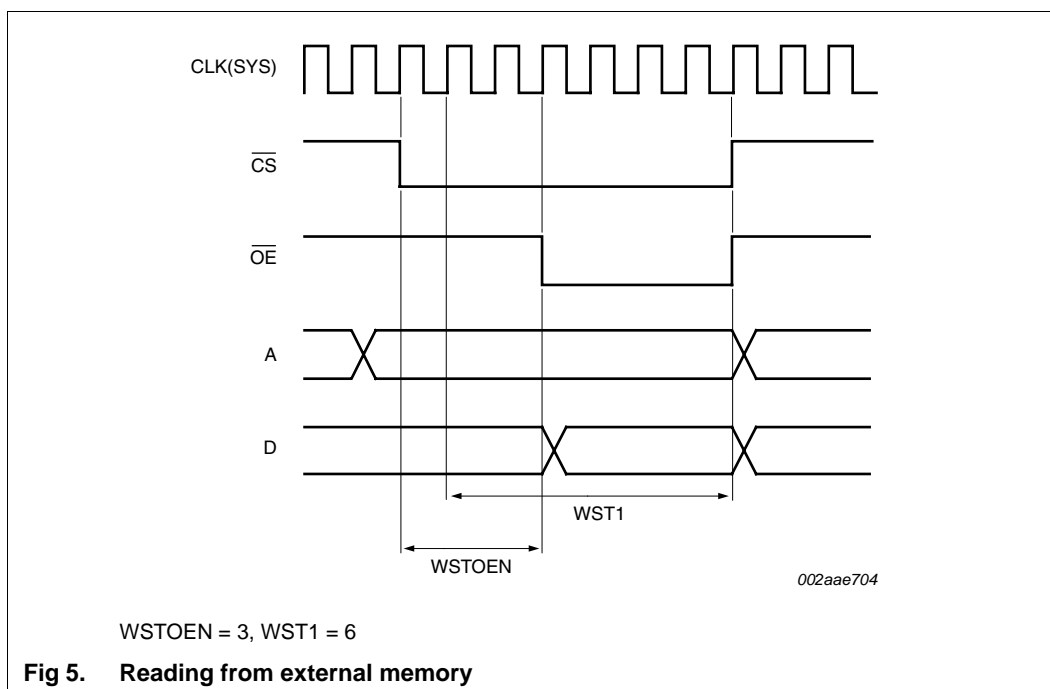 CLK(SYS)
CS
OE
A
D
WST1
WSTOEN
002aae704
WSTOEN = 3, WST1 = 6
Fig 5. Reading from external memory